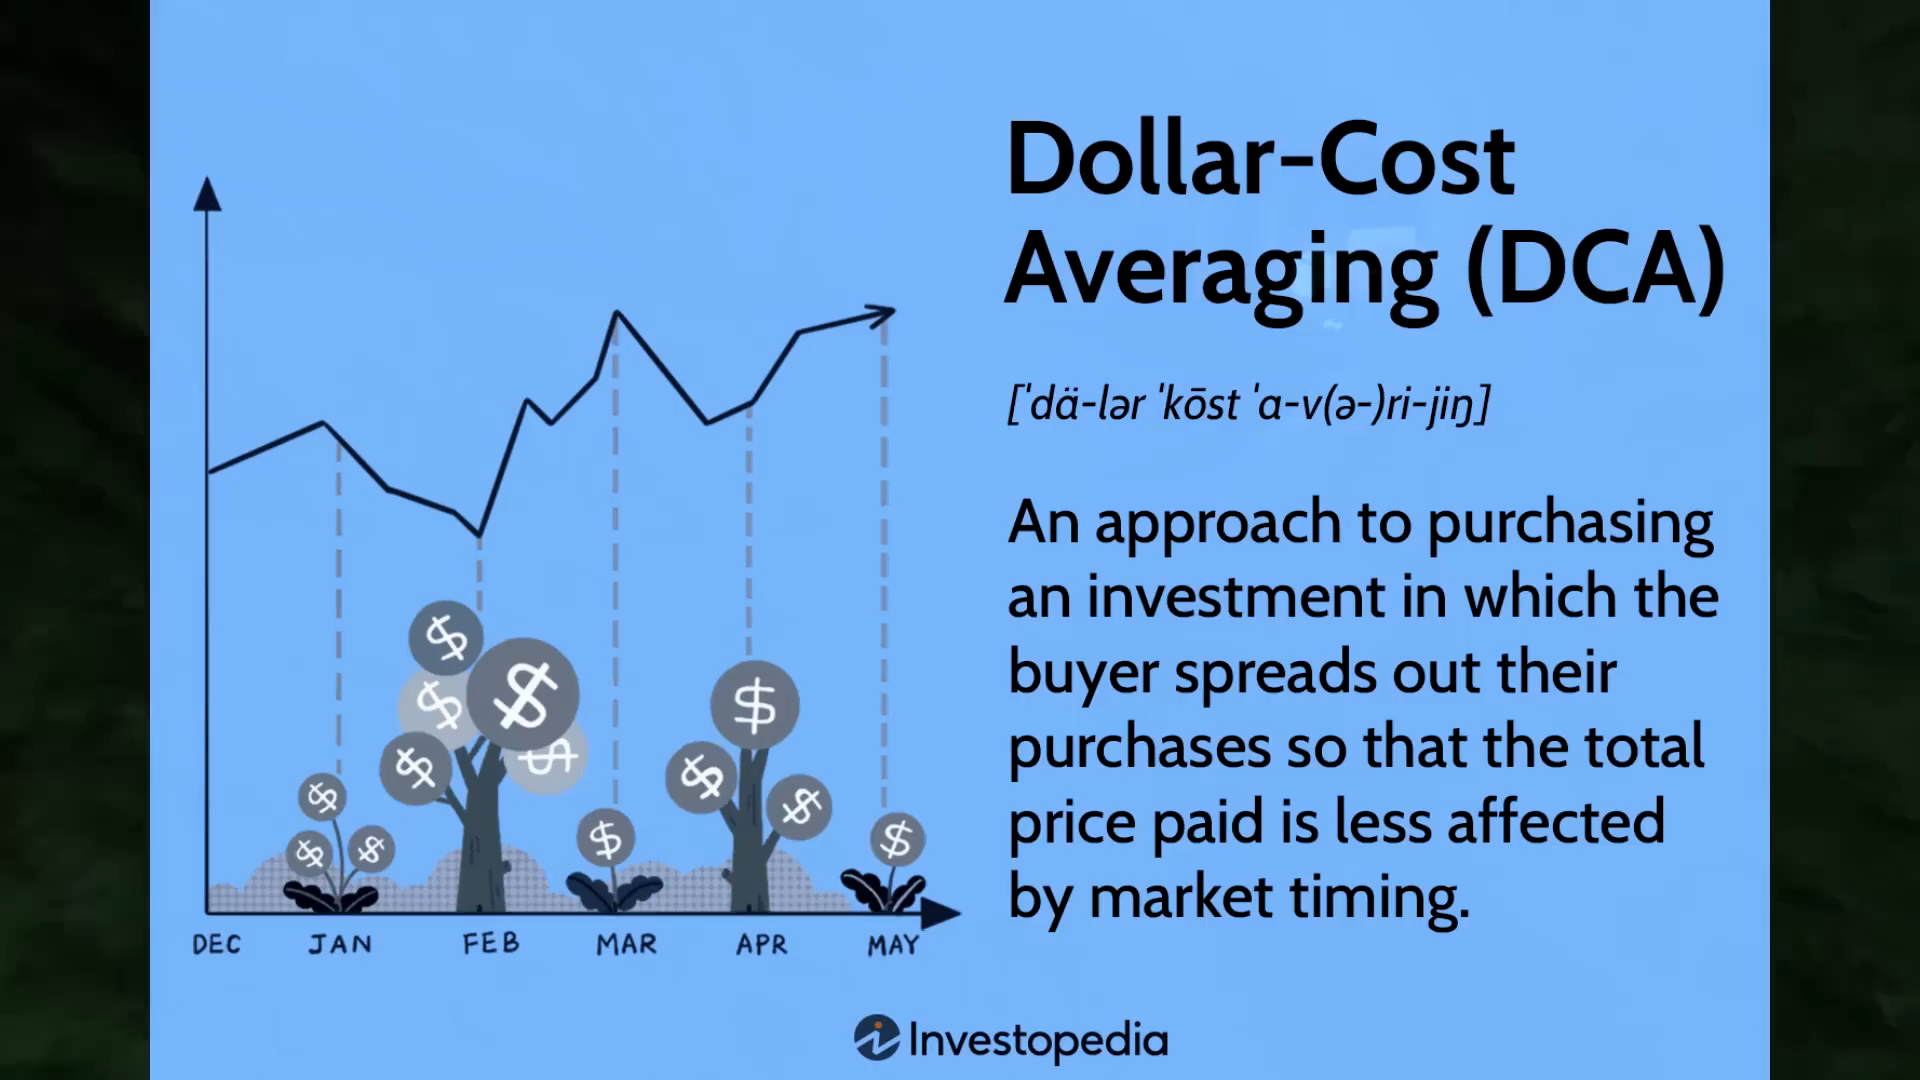 Dollar-Cost
Averaging (DCA)
[ˈdä-lər ˈkōst ˈɑ-v(ə-)ri-jiŋ]
An approach to purchasing
an investment in which the
buyer spreads out their
purchases so that the total
price paid is less affected
by market timing.
$
$
$
$
$
$
$
$
$
$
$
$
$
DEC JAN FEB MAR APR MAY
Investopedia